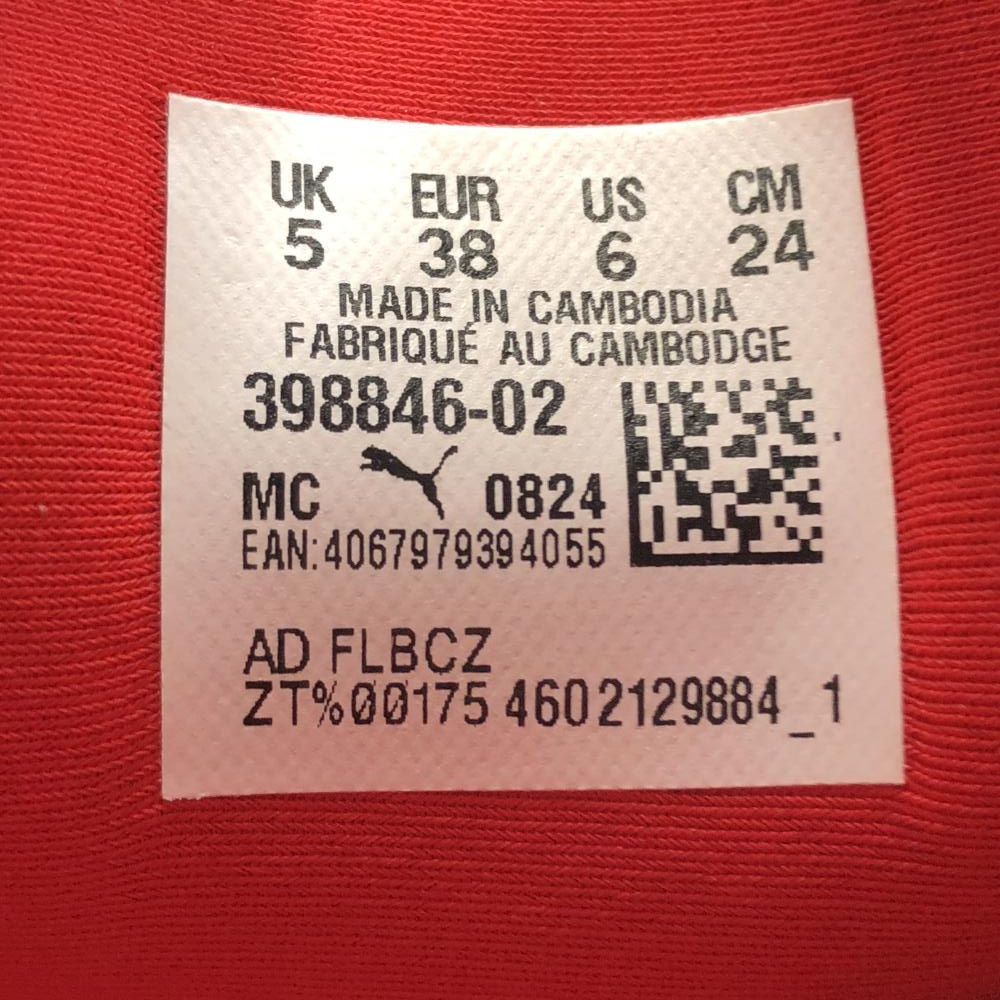 UK EUR US CM
5 38 6 24
MADE IN CAMBODIA
FABRIQUÉ AU CAMBODGE
398846-02
MC 0824
EAN:4067979394055
AD FLBCZ
ZT%00175 4602129884_1